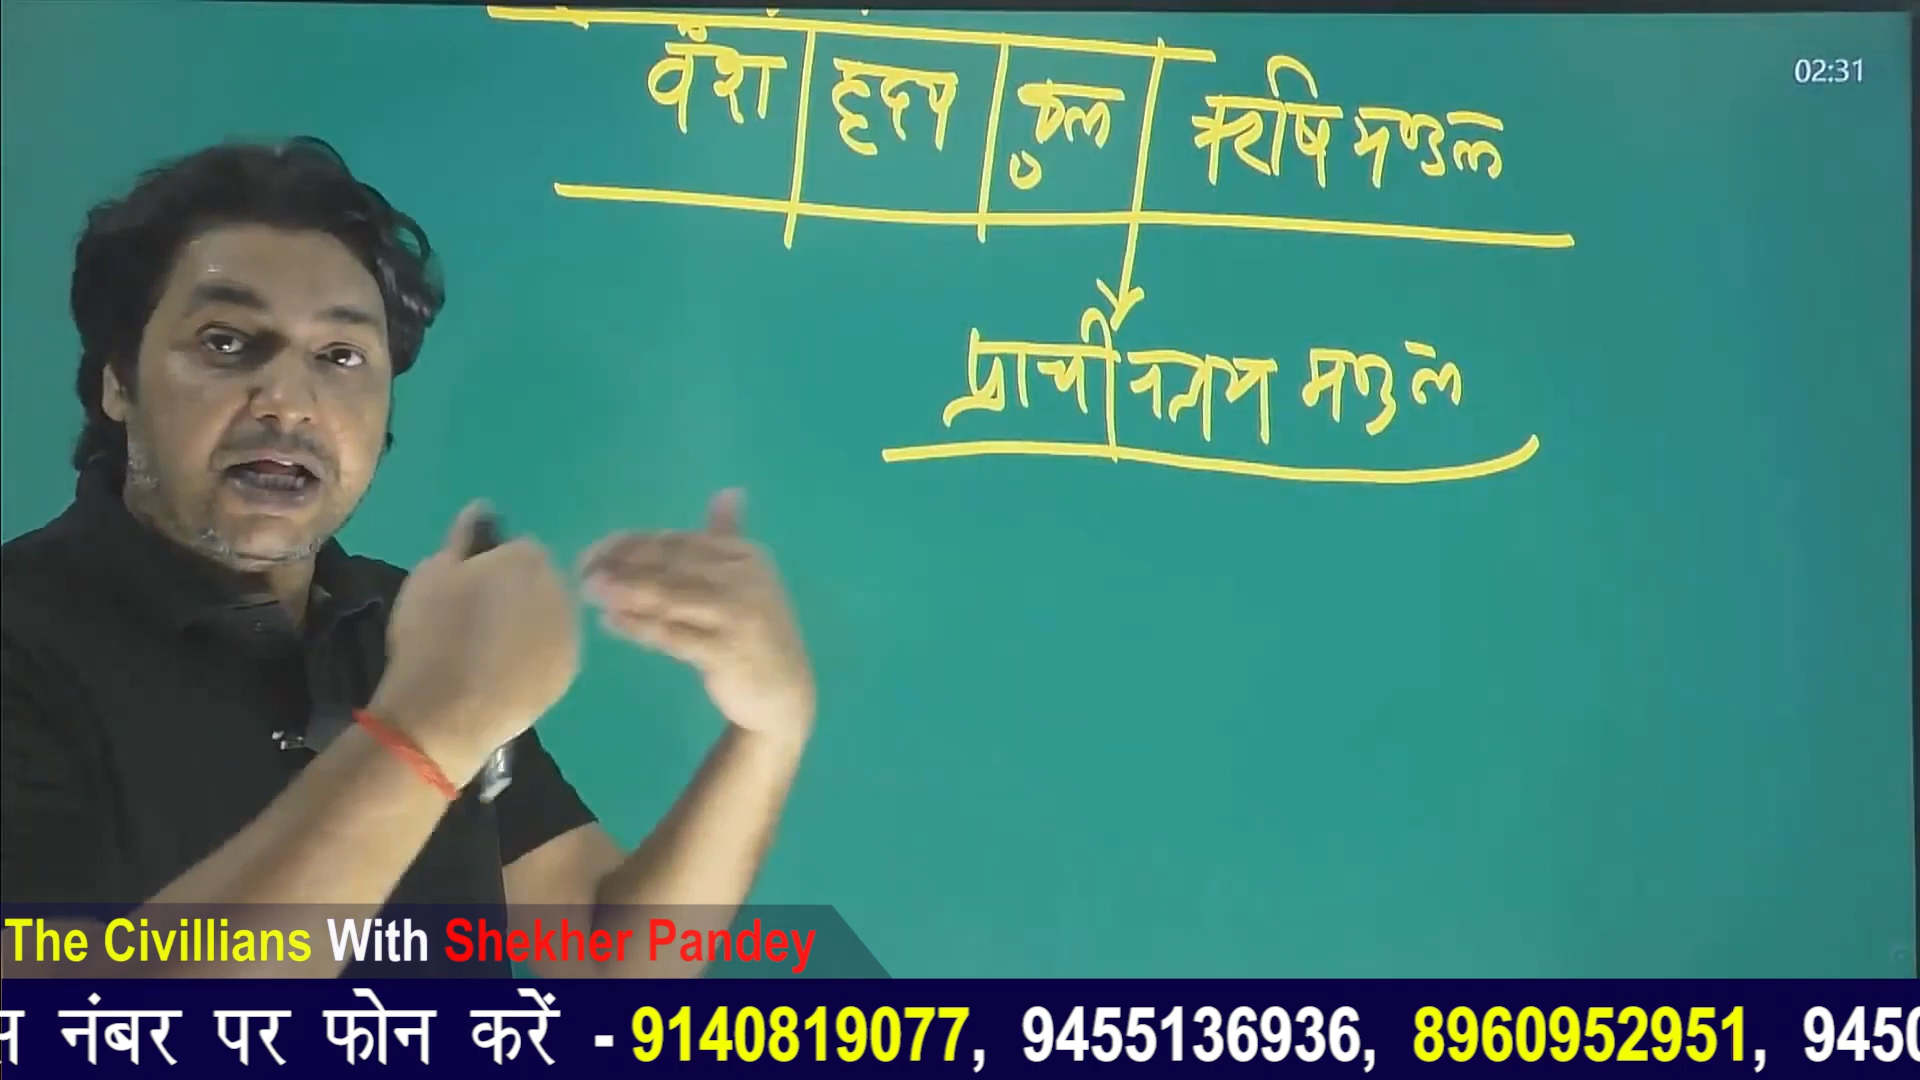 02:31
वंश हृदय कुल ऋषि मण्डल
प्राचीनतम मण्डल
The Civillians With Shekher Pandey
नंबर पर फोन करें - 9140819077, 9455136936, 8960952951, 9450